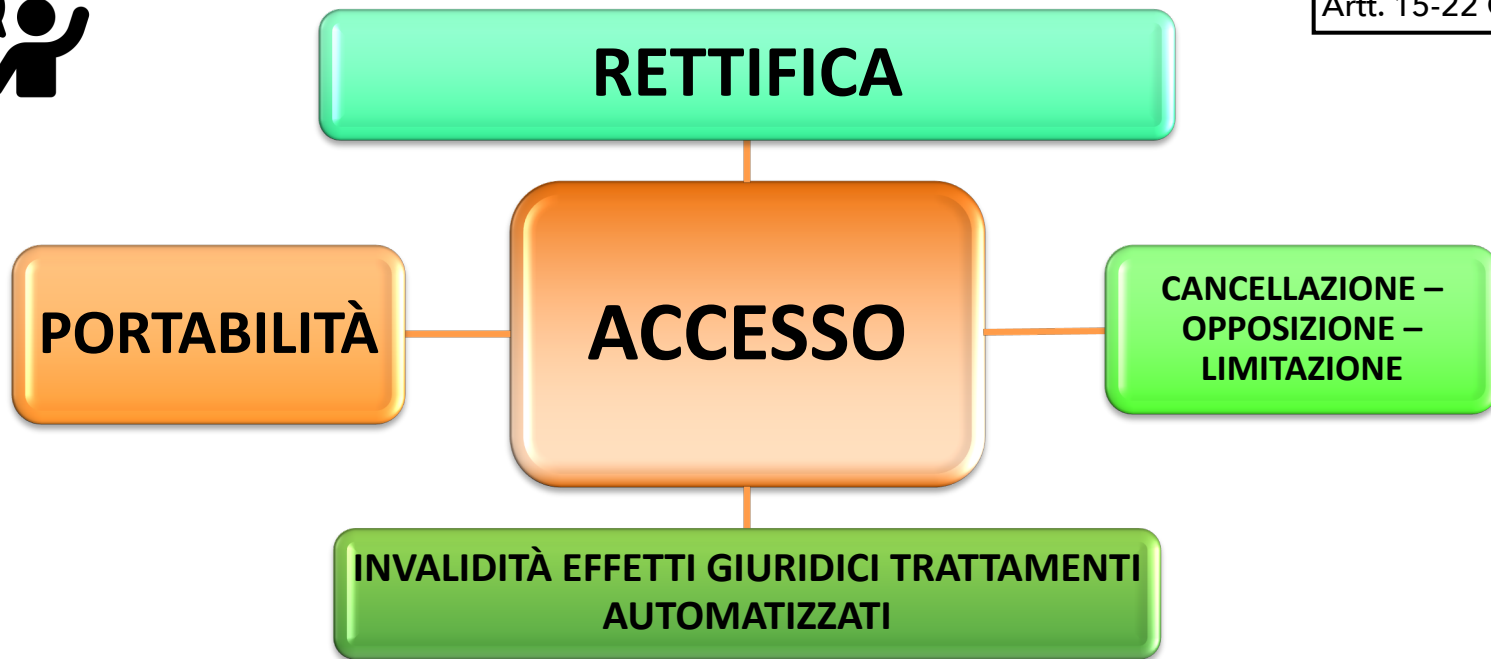 Artt. 15-22
RETTIFICA
PORTABILITÀ
ACCESSO
CANCELLAZIONE –
OPPOSIZIONE –
LIMITAZIONE
INVALIDITÀ EFFETTI GIURIDICI TRATTAMENTI
AUTOMATIZZATI